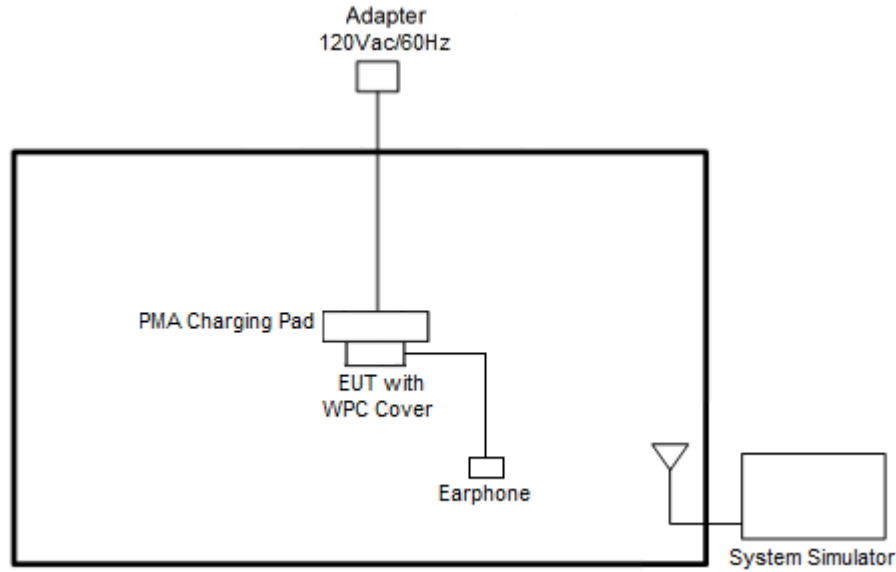 Adapter
120Vac/60Hz
PMA Charging Pad
EUT with
WPC Cover
Earphone
System Simulator